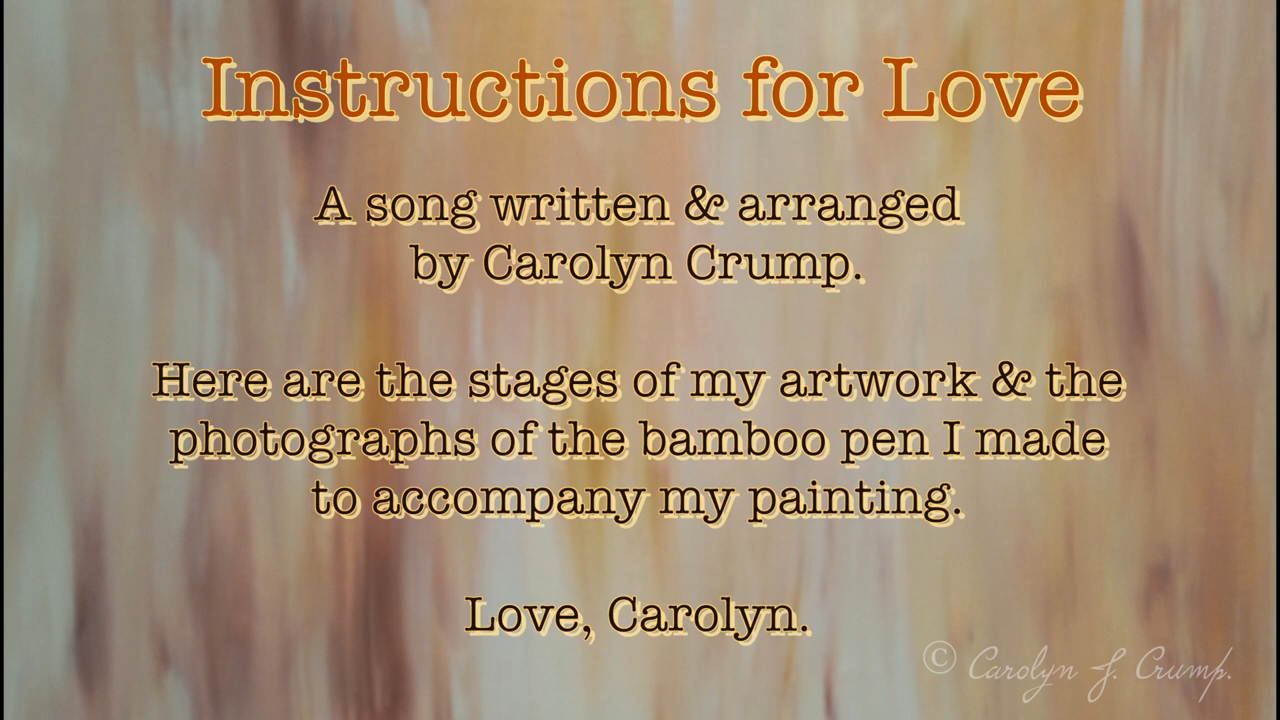 Instructions for Love
A song written & arranged
by Carolyn Crump.
Here are the stages of my artwork & the
photographs of the bamboo pen I made
to accompany my painting.
Love, Carolyn.
© Carolyn J. Crump.